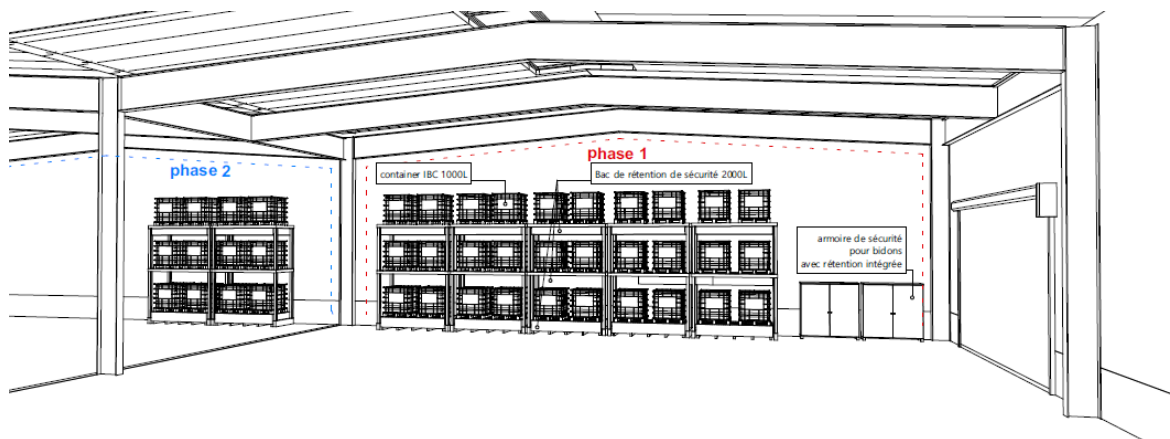 phase 1
phase 2
container IBC 1000L
Bac de rétention de sécurité 2000L
armoire de sécurité
pour bidons
avec rétention intégrée